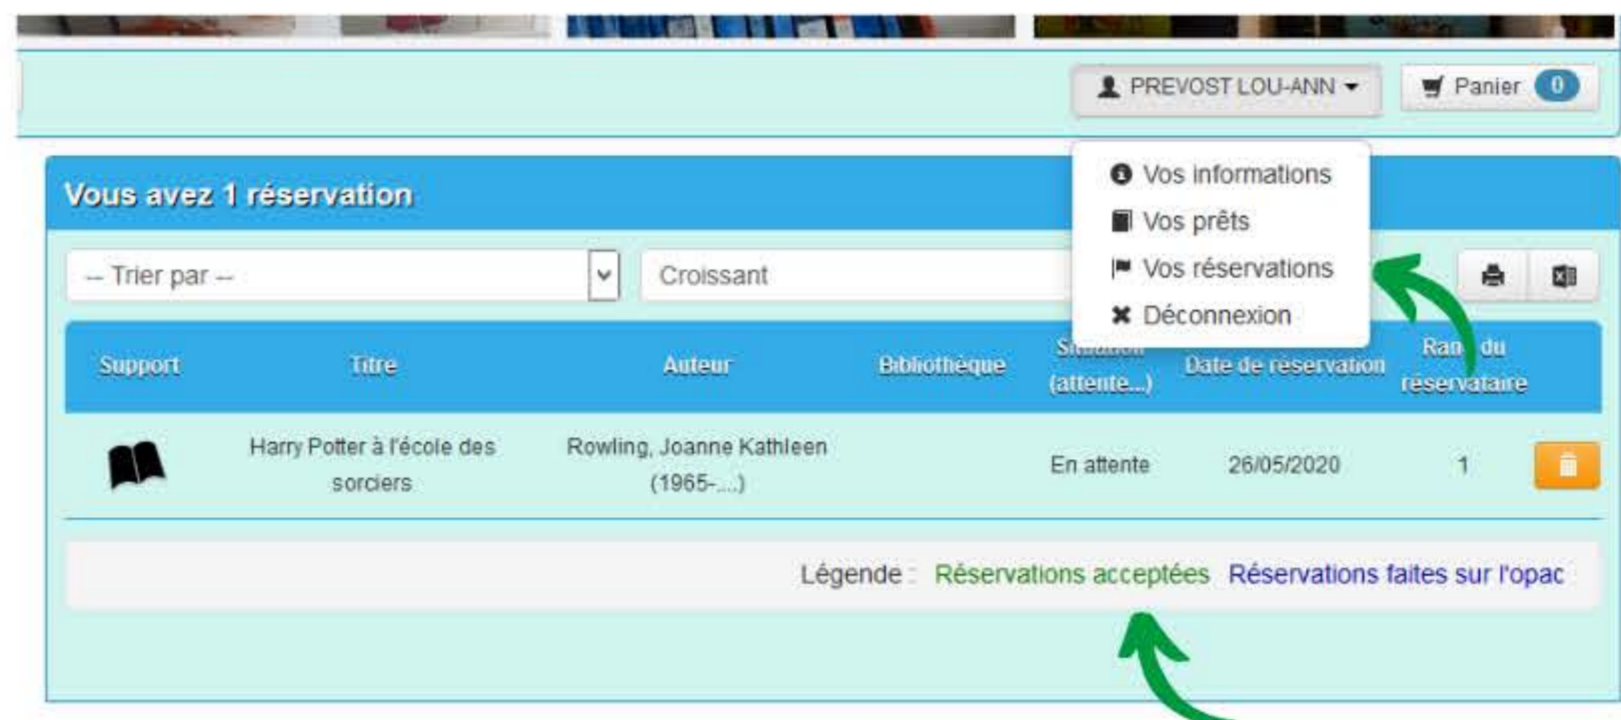 PREVOST LOU-ANN
Panier 0
Vous avez 1 réservation
Vos informations
Vos prêts
Vos réservations
Déconnexion
-- Trier par --
Croissant
Support
Titre
Auteur
Bibliothèque
Situation
(attente...)
Date de réservation
Rang du
réservataire
Harry Potter à l'école des
sorciers
Rowling, Joanne Kathleen
(1965-....)
En attente
26/05/2020
1
Légende : Réservations acceptées Réservations faites sur l'opac